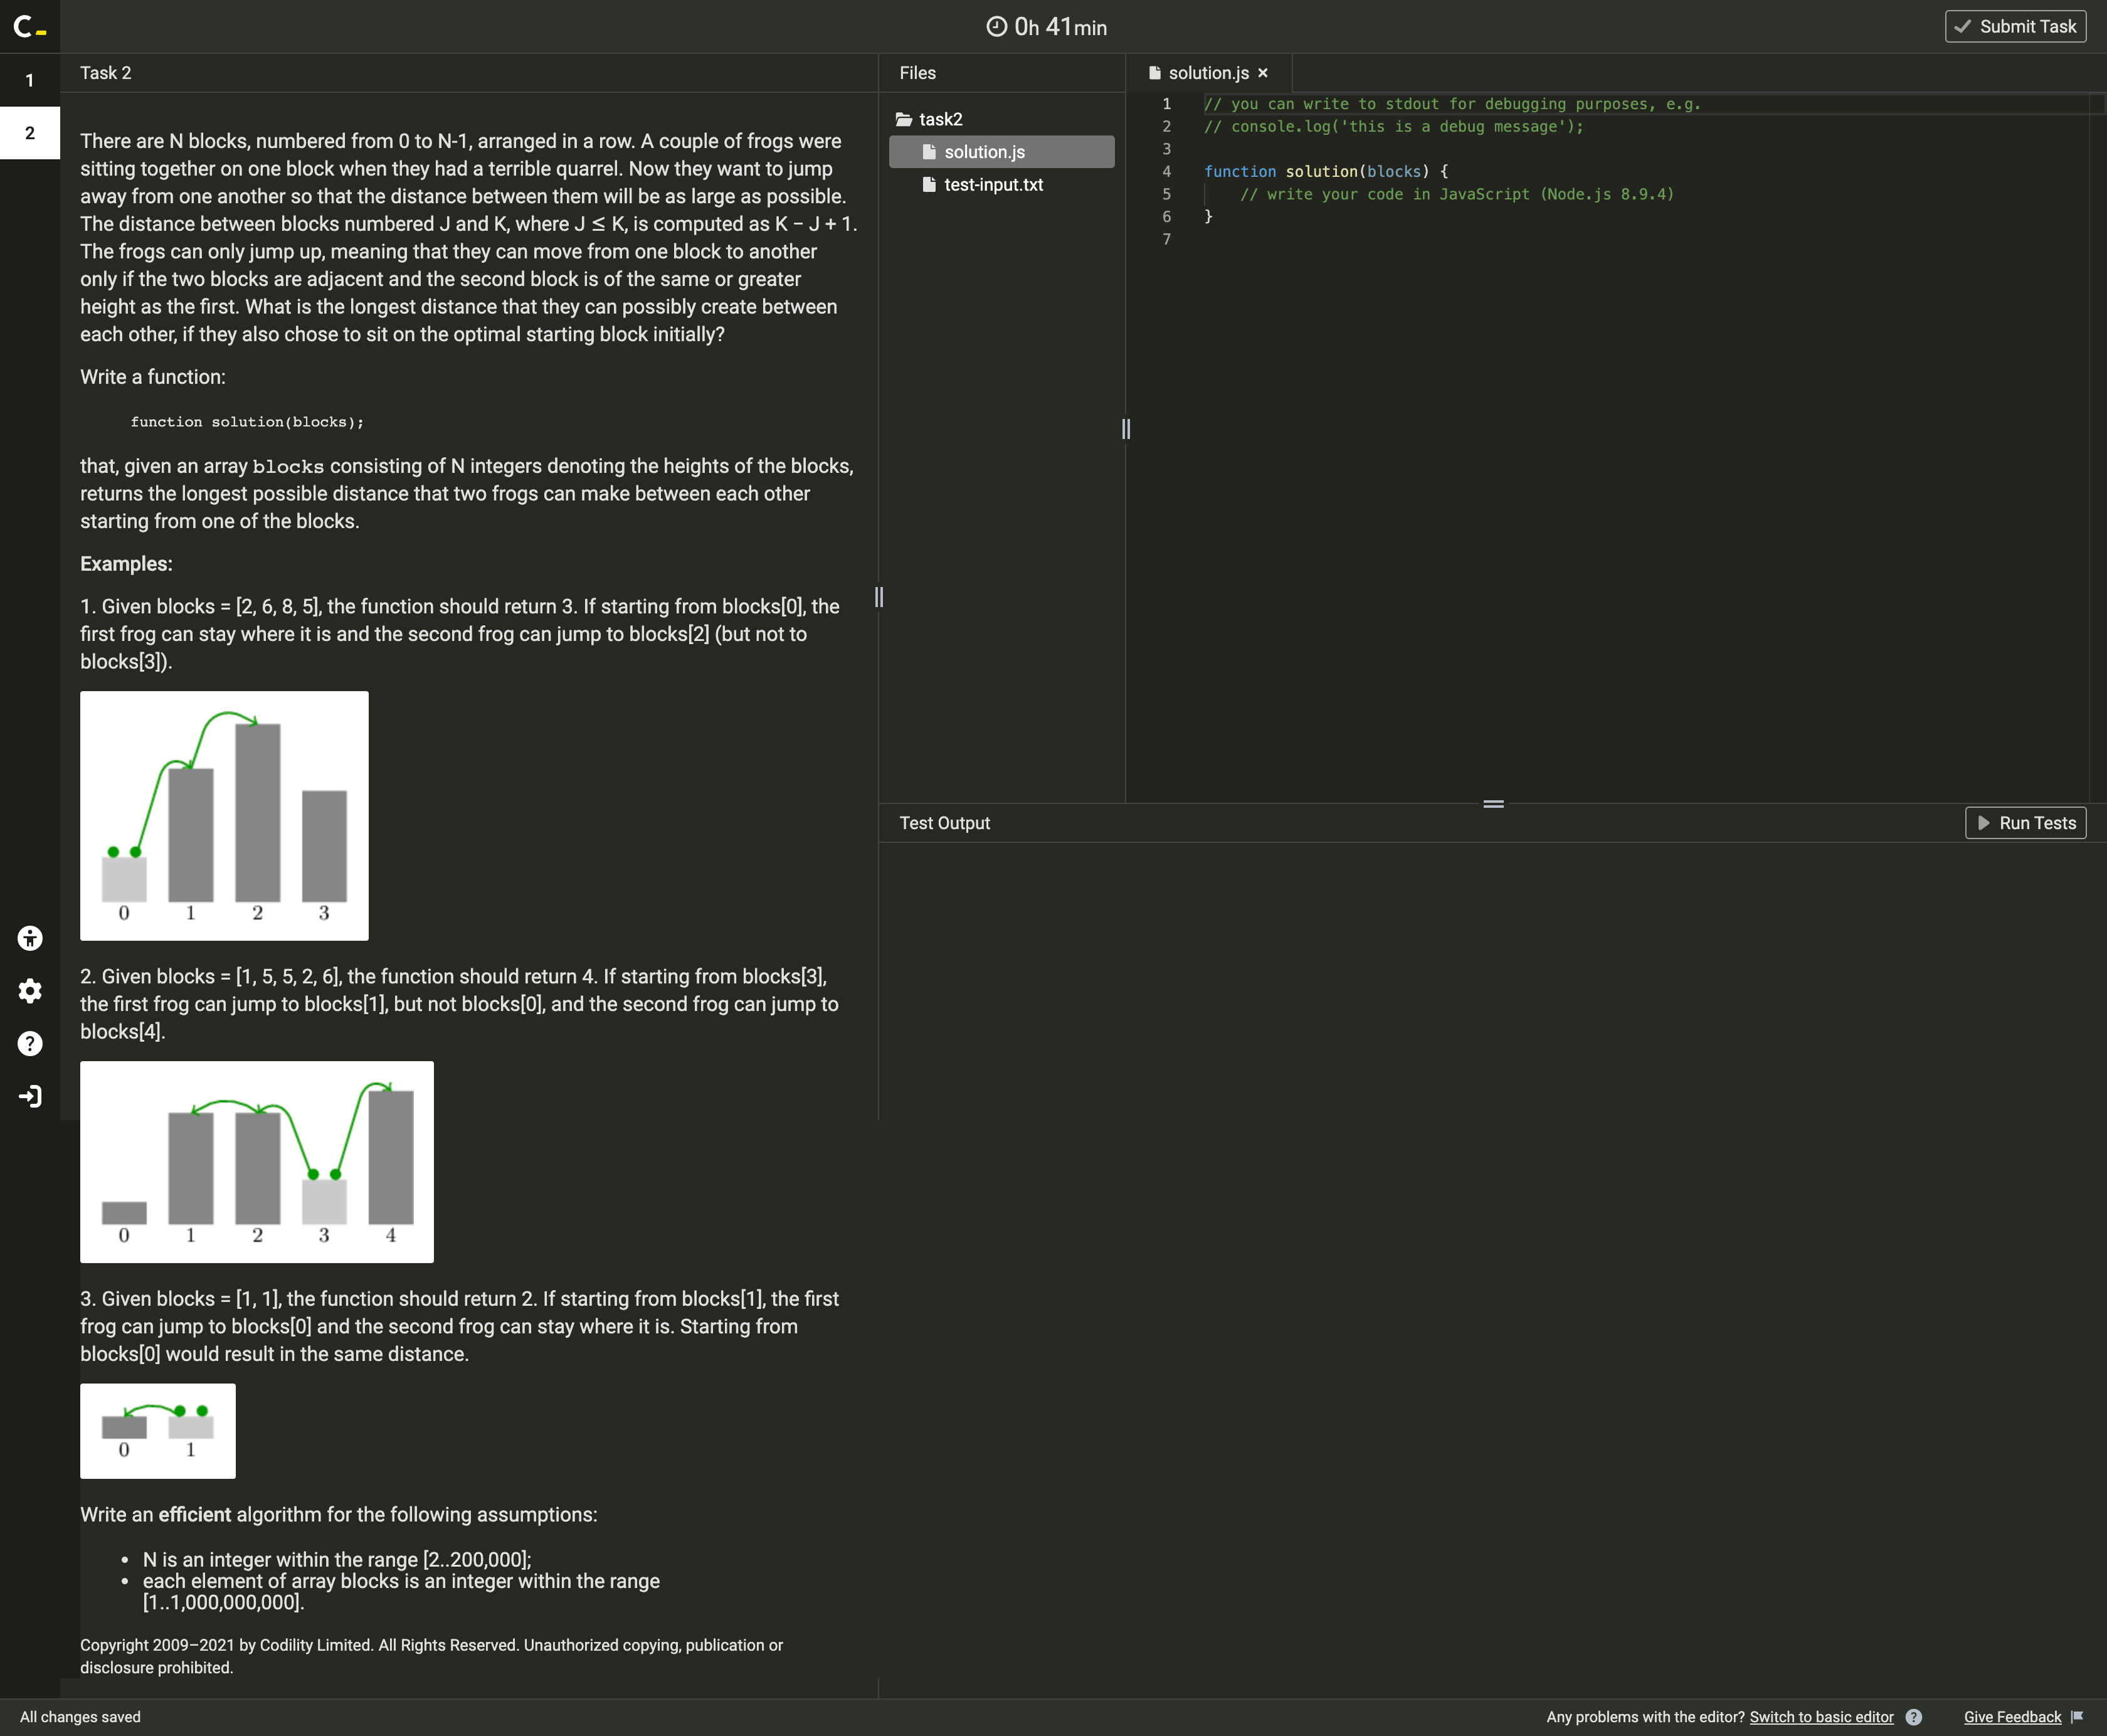 C_
0h 41min
Submit Task
1
2
Task 2
There are N blocks, numbered from 0 to N-1, arranged in a row. A couple of frogs were
sitting together on one block when they had a terrible quarrel. Now they want to jump
away from one another so that the distance between them will be as large as possible.
The distance between blocks numbered J and K, where J ≤ K, is computed as K − J + 1.
The frogs can only jump up, meaning that they can move from one block to another
only if the two blocks are adjacent and the second block is of the same or greater
height as the first. What is the longest distance that they can possibly create between
each other, if they also chose to sit on the optimal starting block initially?
Write a function:
function solution(blocks);
that, given an array blocks consisting of N integers denoting the heights of the blocks,
returns the longest possible distance that two frogs can make between each other
starting from one of the blocks.
Examples:
1. Given blocks = [2, 6, 8, 5], the function should return 3. If starting from blocks[0], the
first frog can stay where it is and the second frog can jump to blocks[2] (but not to
blocks[3]).
0 1 2 3
2. Given blocks = [1, 5, 5, 2, 6], the function should return 4. If starting from blocks[3],
the first frog can jump to blocks[1], but not blocks[0], and the second frog can jump to
blocks[4].
0 1 2 3 4
3. Given blocks = [1, 1], the function should return 2. If starting from blocks[1], the first
frog can jump to blocks[0] and the second frog can stay where it is. Starting from
blocks[0] would result in the same distance.
0 1
Write an efficient algorithm for the following assumptions:
• N is an integer within the range [2..200,000];
• each element of array blocks is an integer within the range
[1..1,000,000,000].
Copyright 2009–2021 by Codility Limited. All Rights Reserved. Unauthorized copying, publication or
disclosure prohibited.
Files
task2
solution.js
test-input.txt
solution.js ×
1 // you can write to stdout for debugging purposes, e.g.
2 // console.log('this is a debug message');
3
4 function solution(blocks) {
5 // write your code in JavaScript (Node.js 8.9.4)
6 }
7
Test Output
Run Tests
All changes saved
Any problems with the editor? Switch to basic editor ?
Give Feedback